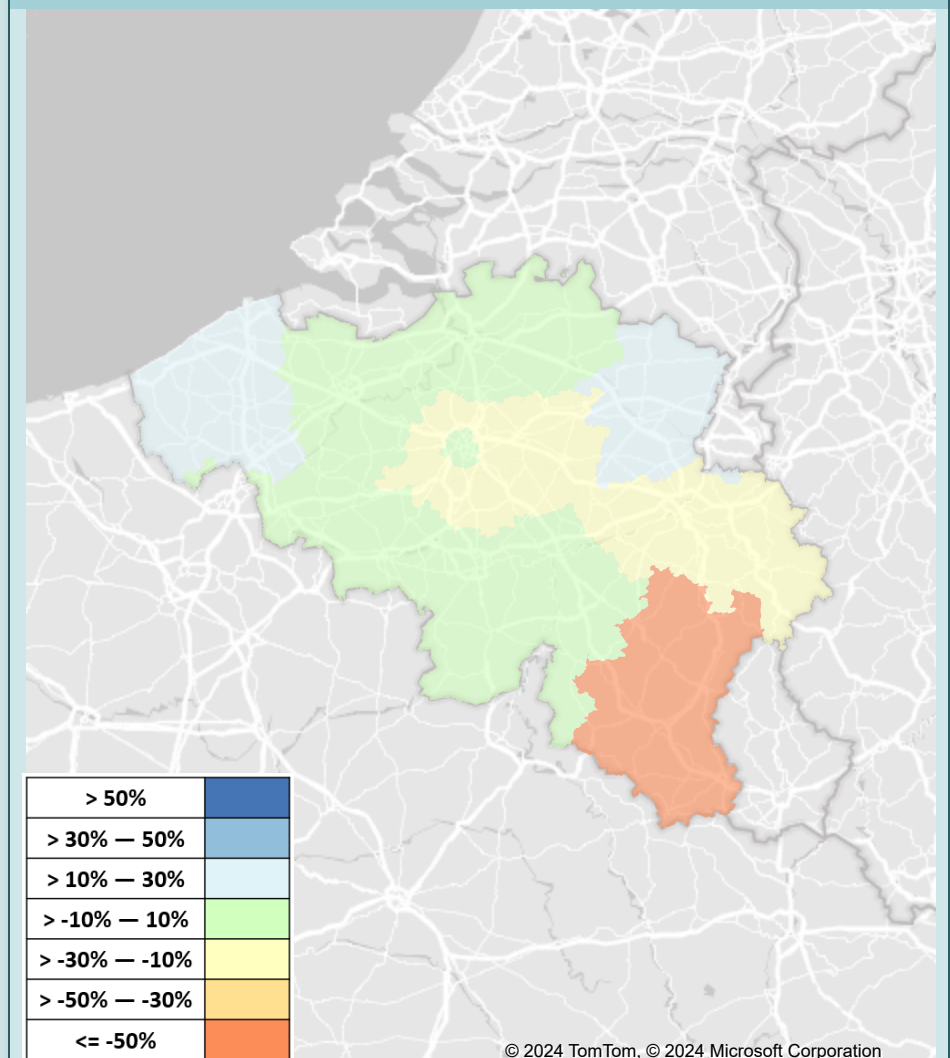 > 50%
> 30% — 50%
> 10% — 30%
> -10% — 10%
> -30% — -10%
> -50% — -30%
<= -50%
© 2024 TomTom, © 2024 Microsoft Corporation